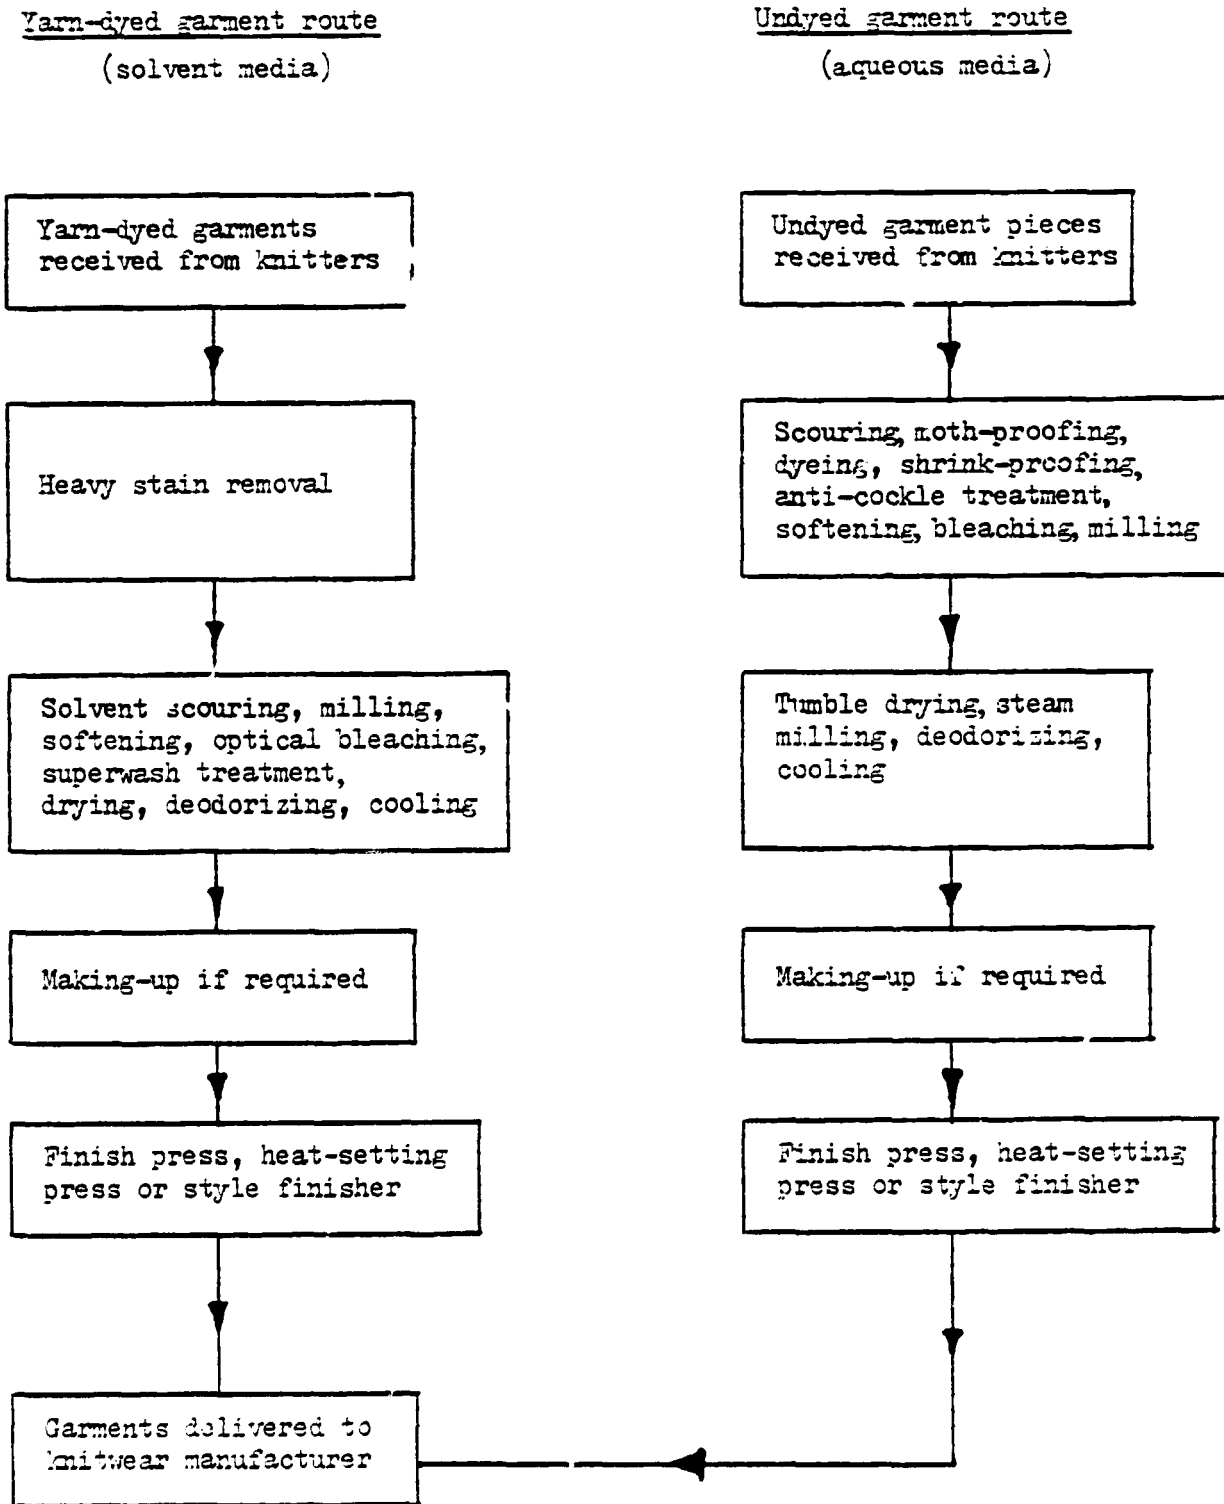 Yarn-dyed garment route
(solvent media)
Yarn-dyed garments
received from knitters
Heavy stain removal
Solvent scouring, milling,
softening, optical bleaching,
superwash treatment,
drying, deodorizing, cooling
Making-up if required
Finish press, heat-setting
press or style finisher
Garments delivered to
knitwear manufacturer
Undyed garment route
(aqueous media)
Undyed garment pieces
received from knitters
Scouring, moth-proofing,
dyeing, shrink-proofing,
anti-cockle treatment,
softening, bleaching, milling
Tumble drying, steam
milling, deodorizing,
cooling
Making-up if required
Finish press, heat-setting
press or style finisher